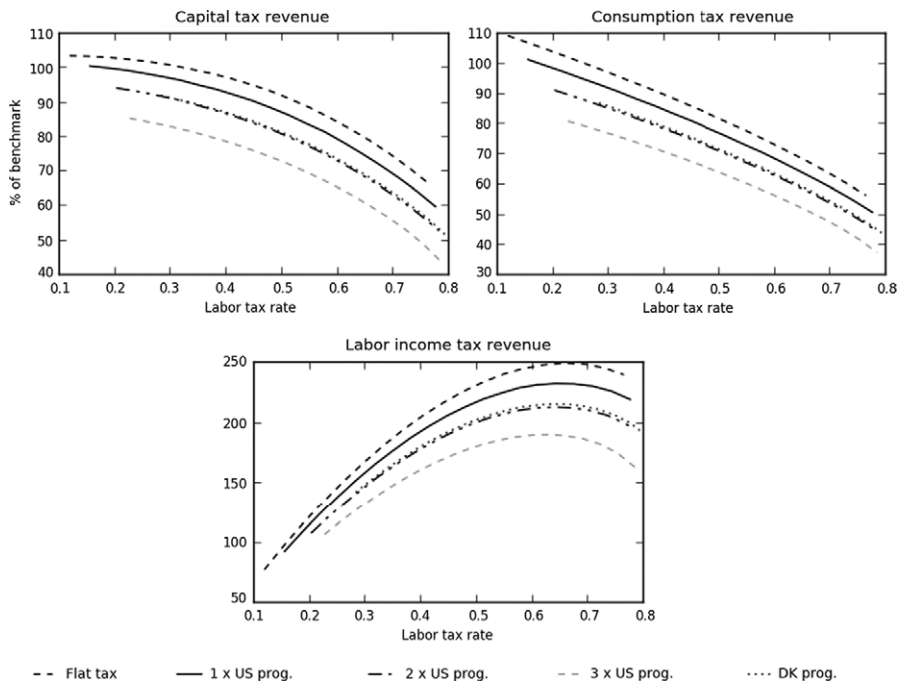 Capital tax revenue
Consumption tax revenue
110
100
90
80
70
60
50
40
% of benchmark
0.1 0.2 0.3 0.4 0.5 0.6 0.7 0.8
Labor tax rate
110
100
90
80
70
60
50
40
30
0.1 0.2 0.3 0.4 0.5 0.6 0.7 0.8
Labor tax rate
Labor income tax revenue
250
200
150
100
50
0.1 0.2 0.3 0.4 0.5 0.6 0.7 0.8
Labor tax rate
Flat tax 1 x US prog. 2 x US prog. 3 x US prog. DK prog.